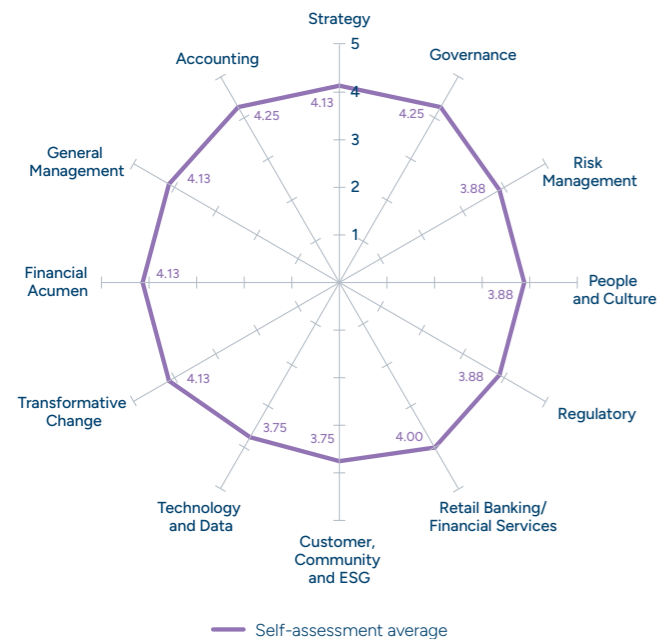 Strategy
5
Accounting
Governance
4
4.13
4.25
4.25
3
General
Management
Risk
Management
4.13
3.88
2
1
Financial
Acumen
4.13
People
and Culture
3.88
4.13
3.88
Transformative
Change
Regulatory
3.75
3.75
4.00
Technology
and Data
Retail Banking/
Financial Services
Customer,
Community
and ESG
Self-assessment average